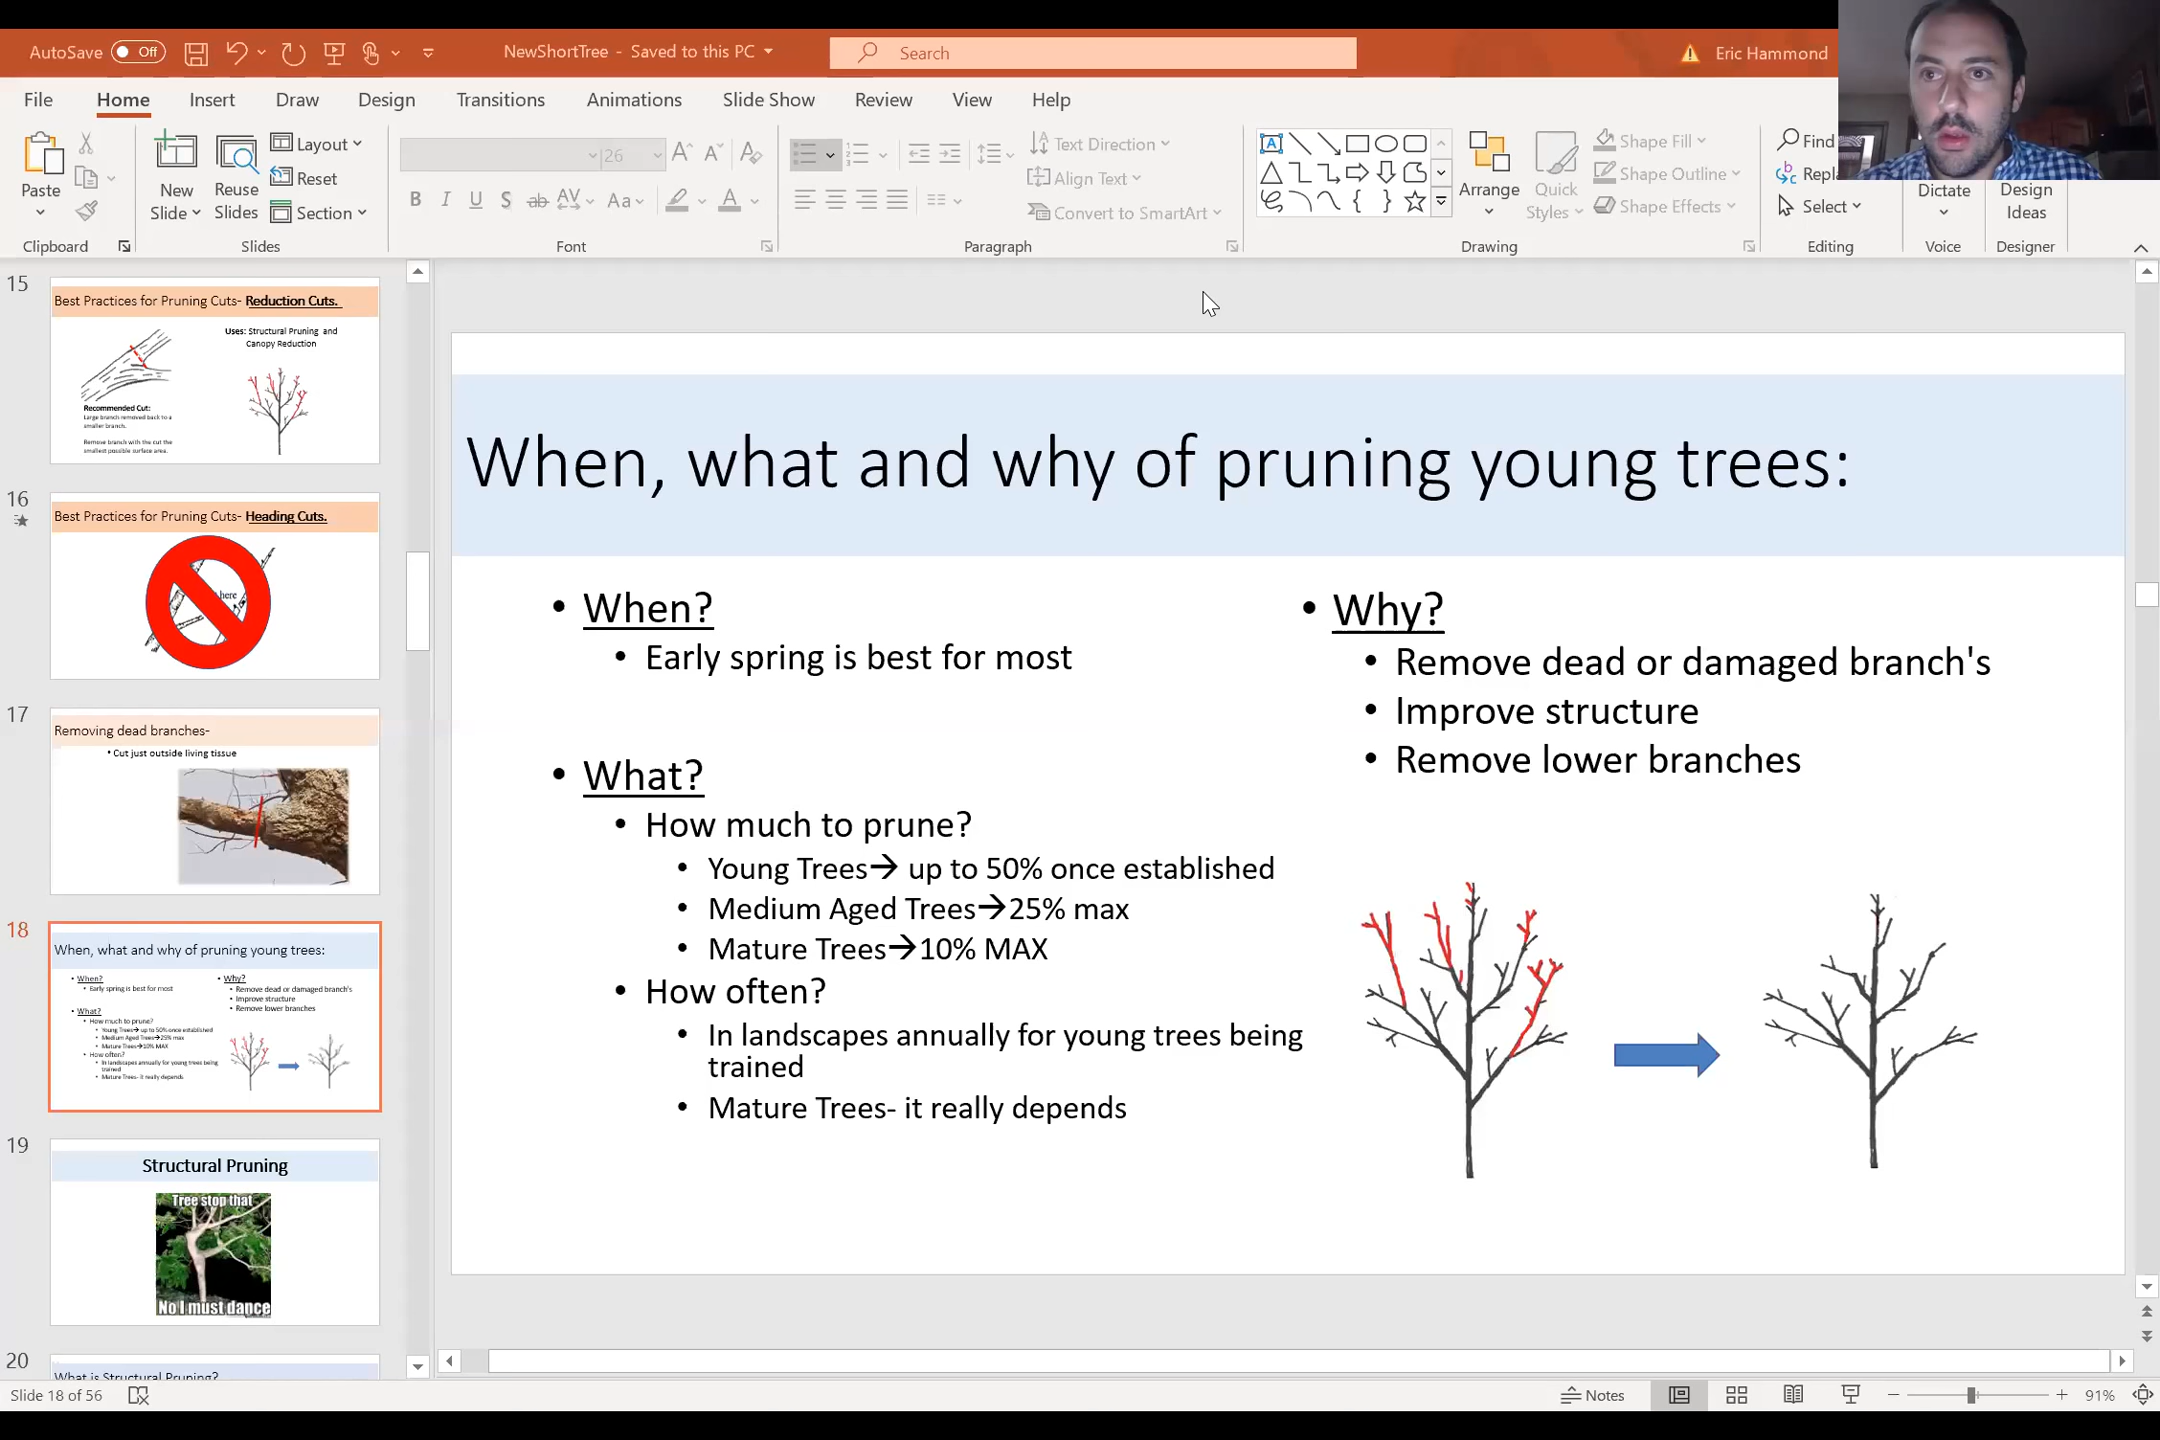 AutoSave Off
NewShortTree - Saved to this PC
Search
Eric Hammond
File Home Insert Draw Design Transitions Animations Slide Show Review View Help
Paste
New Slide
Reuse Slides
Layout
Reset
Section
26
B I U S ab AV Aa A
Text Direction
Align Text
Convert to SmartArt
Arrange
Quick Styles
Shape Fill
Shape Outline
Shape Effects
Find
Select
Dictate
Design Ideas
Clipboard Slides Font Paragraph Drawing Editing Voice Designer
15
Best Practices for Pruning Cuts- Reduction Cuts.
Uses: Structural Pruning and
Canopy Reduction
Recommended Cut:
Large branch removed back to a
smaller branch.
Remove branch with the cut the
smallest possible surface area.
16
Best Practices for Pruning Cuts- Heading Cuts.
here
17
Removing dead branches-
• Cut just outside living tissue
18
When, what and why of pruning young trees:
• When?
• Early spring is best for most
• What?
• How much to prune?
• Young Trees→ up to 50% once established
• Medium Aged Trees→25% max
• Mature Trees→10% MAX
• How often?
• In landscapes annually for young trees being
trained
• Mature Trees- it really depends
• Why?
• Remove dead or damaged branch's
• Improve structure
• Remove lower branches
19
Structural Pruning
Tree stop that
No I must dance
20
What is Structural Pruning?
When, what and why of pruning young trees:
• When?
• Early spring is best for most
• What?
• How much to prune?
• Young Trees→ up to 50% once established
• Medium Aged Trees→25% max
• Mature Trees→10% MAX
• How often?
• In landscapes annually for young trees being
trained
• Mature Trees- it really depends
• Why?
• Remove dead or damaged branch's
• Improve structure
• Remove lower branches
Slide 18 of 56
Notes
91%